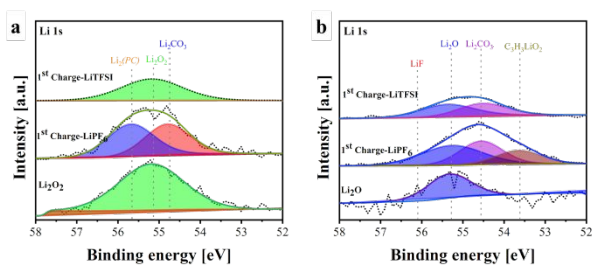 a
Li 1s
Li₂(PC)
Li₂O₂
Li₂CO₃
1ˢᵗ Charge-LiTFSI
1ˢᵗ Charge-LiPF₆
Li₂O₂
Intensity [a.u.]
58 57 56 55 54 53 52
Binding energy [eV]
b
Li 1s
LiF
Li₂O
Li₂CO₃
C₃H₃LiO₂
1ˢᵗ Charge-LiTFSI
1ˢᵗ Charge-LiPF₆
Li₂O
Intensity [a.u.]
58 57 56 55 54 53 52
Binding energy [eV]